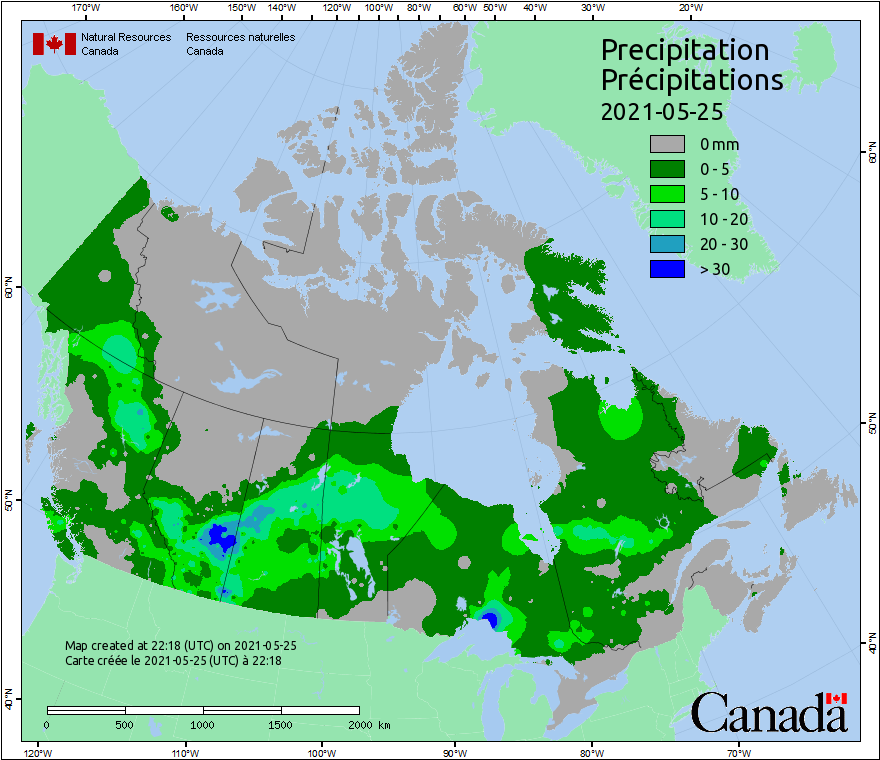 170°W 160°W 150°W 140°W 130°W 120°W 110°W 100°W 90°W 80°W 60°W 50°W 40°W 30°W 20°W
Natural Resources Ressources naturelles
Canada Canada
Precipitation
Précipitations
2021-05-25
0 mm
0 - 5
5 - 10
10 - 20
20 - 30
> 30
60°N
60°N
50°N
50°N
40°N
40°N
Map created at 22:18 (UTC) on 2021-05-25
Carte créée le 2021-05-25 (UTC) à 22:18
0 500 1000 1500 2000 km
Canada
120°W 110°W 100°W 90°W 80°W 70°W